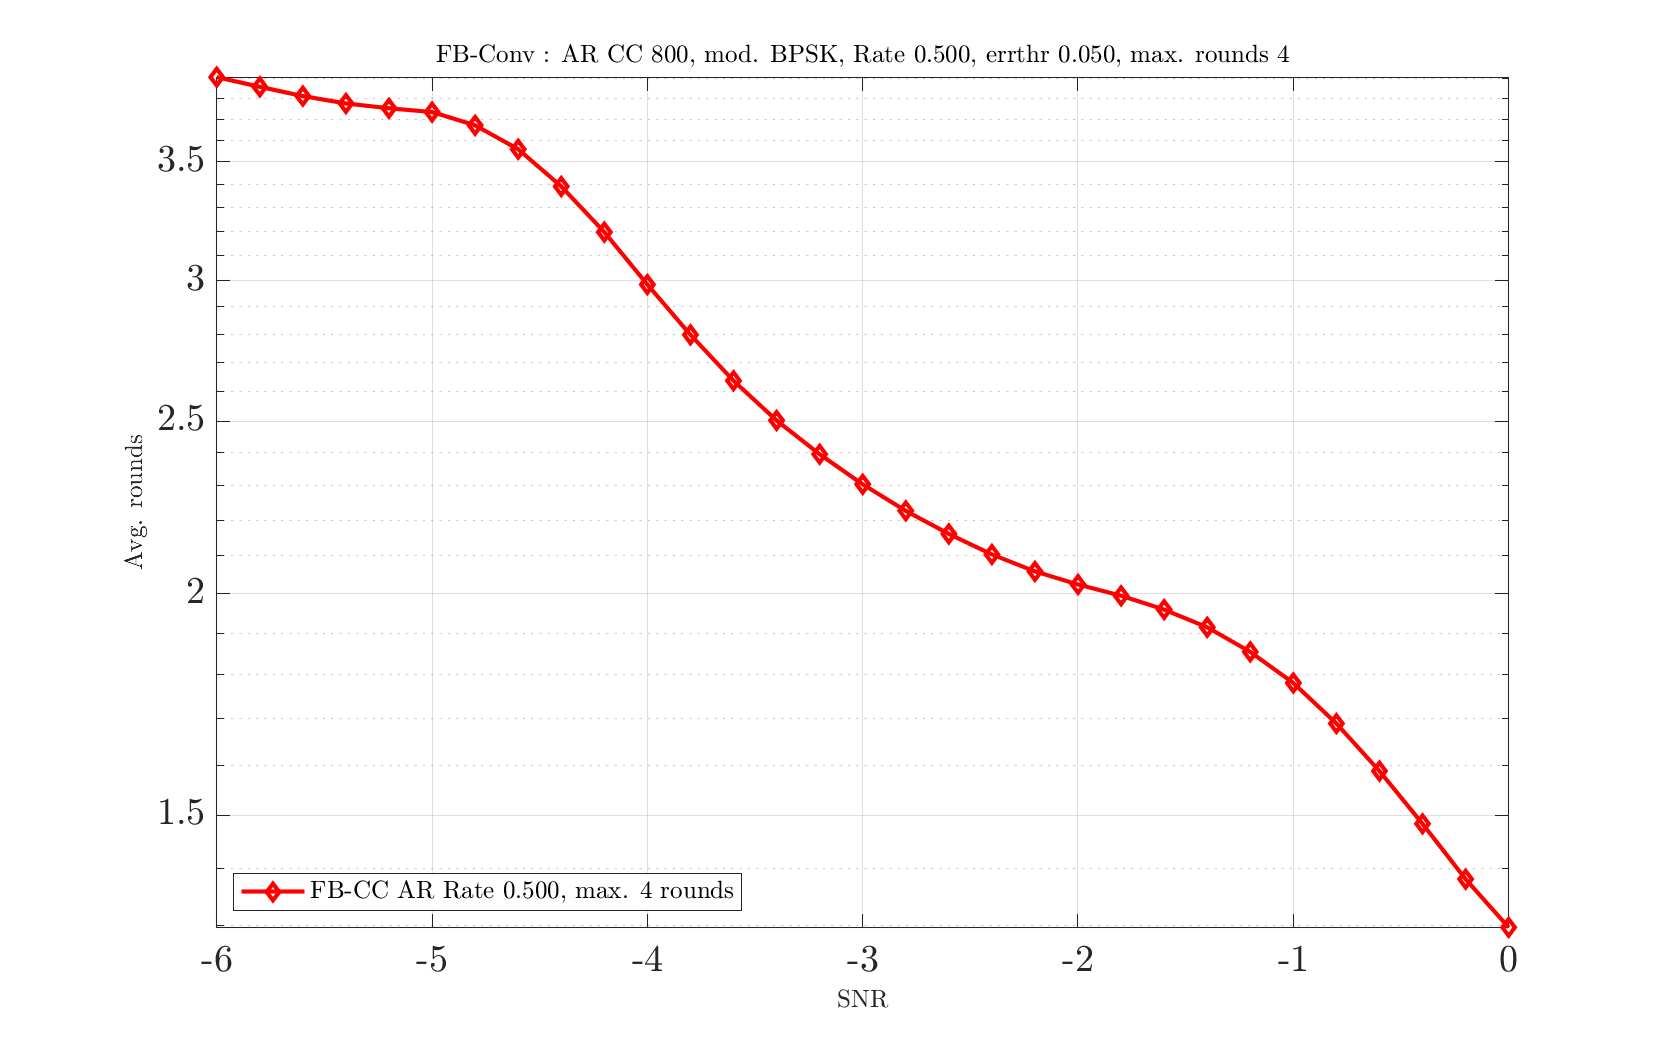 FB-Conv : AR CC 800, mod. BPSK, Rate 0.500, errthr 0.050, max. rounds 4
3.5
3
2.5
2
1.5
Avg. rounds
FB-CC AR Rate 0.500, max. 4 rounds
-6 -5 -4 -3 -2 -1 0
SNR